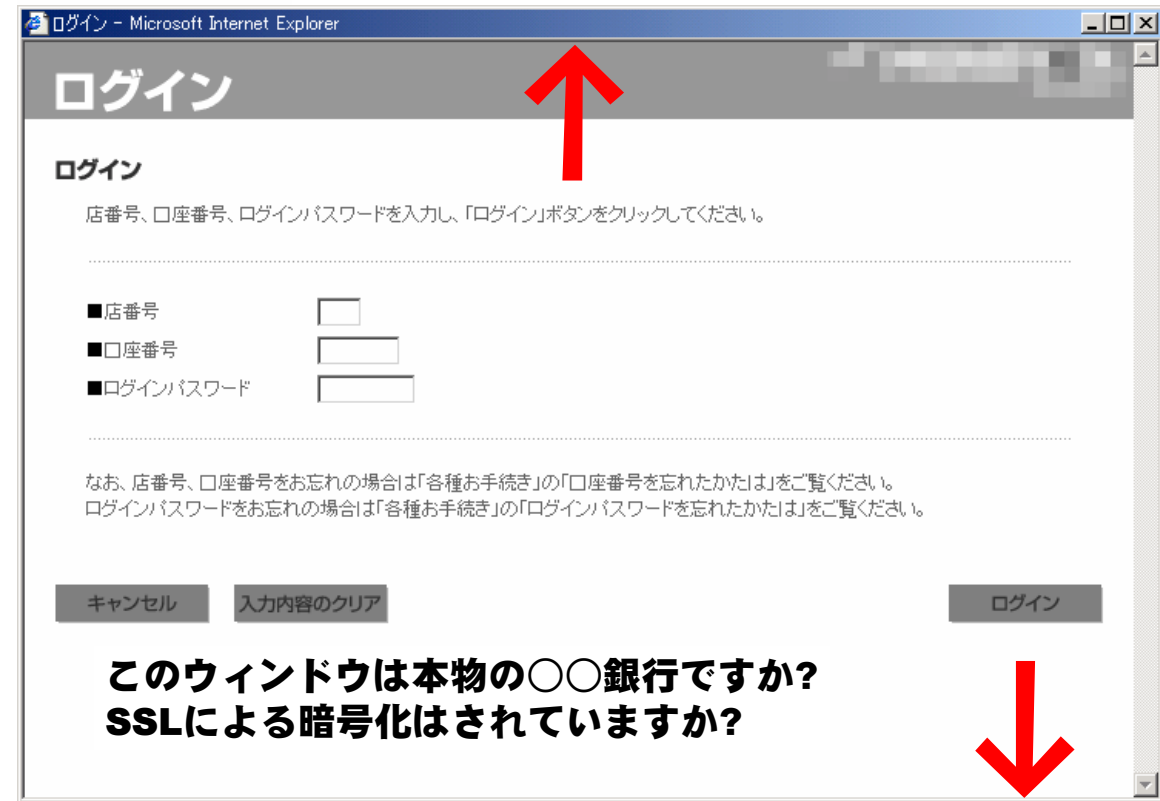 ログイン - Microsoft Internet Explorer
ログイン
ログイン
店番号、口座番号、ログインパスワードを入力し、「ログイン」ボタンをクリックしてください。
■店番号
■口座番号
■ログインパスワード
なお、店番号、口座番号をお忘れの場合は「各種お手続き」の「口座番号を忘れたかたは」をご覧ください。
ログインパスワードをお忘れの場合は「各種お手続き」の「ログインパスワードを忘れたかたは」をご覧ください。
キャンセル 入力内容のクリア ログイン
このウィンドウは本物の○○銀行ですか?
SSLによる暗号化はされていますか?